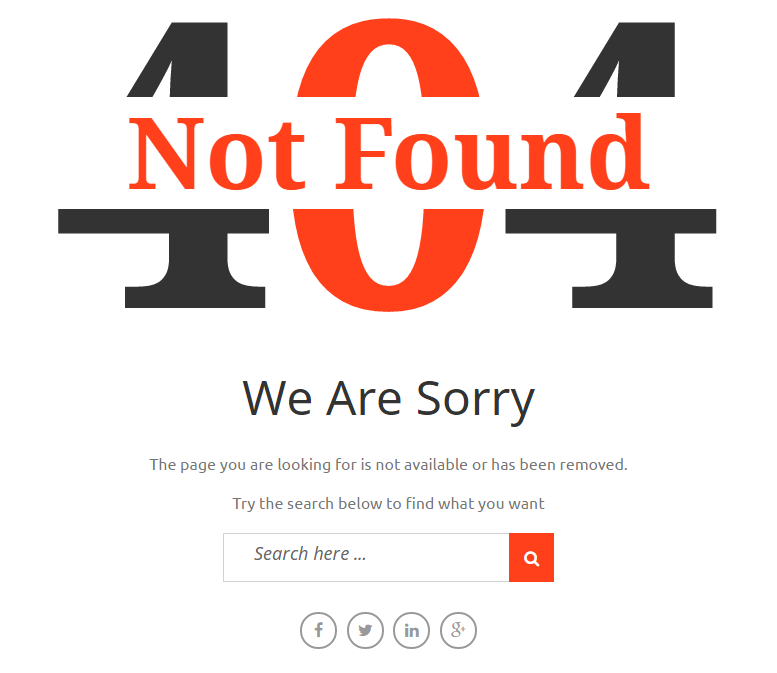 404
Not Found
We Are Sorry
The page you are looking for is not available or has been removed.
Try the search below to find what you want
Search here ...